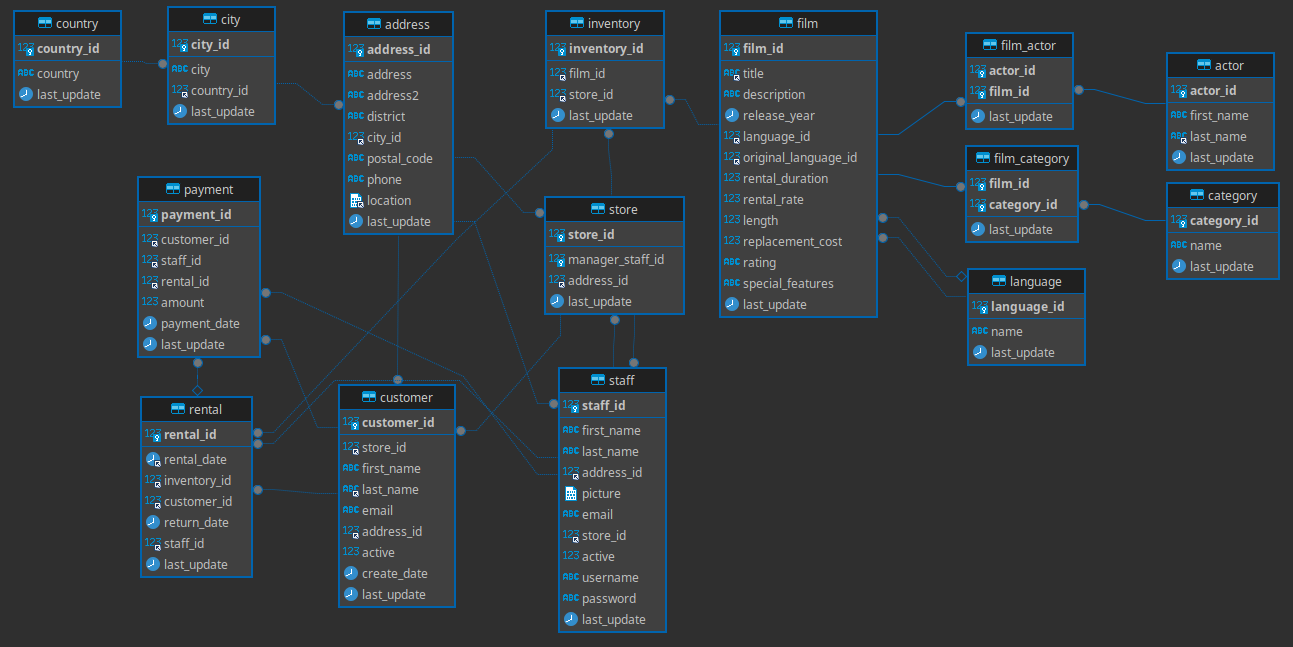 country
country_id
country
last_update
city
city_id
city
country_id
last_update
address
address_id
address
address2
district
city_id
postal_code
phone
location
last_update
inventory
inventory_id
film_id
store_id
last_update
film
film_id
title
description
release_year
language_id
original_language_id
rental_duration
rental_rate
length
replacement_cost
rating
special_features
last_update
film_actor
actor_id
film_id
last_update
actor
actor_id
first_name
last_name
last_update
film_category
film_id
category_id
last_update
category
category_id
name
last_update
payment
payment_id
customer_id
staff_id
rental_id
amount
payment_date
last_update
store
store_id
manager_staff_id
address_id
last_update
language
language_id
name
last_update
rental
rental_id
rental_date
inventory_id
customer_id
return_date
staff_id
last_update
customer
customer_id
store_id
first_name
last_name
email
address_id
active
create_date
last_update
staff
staff_id
first_name
last_name
address_id
picture
email
store_id
active
username
password
last_update